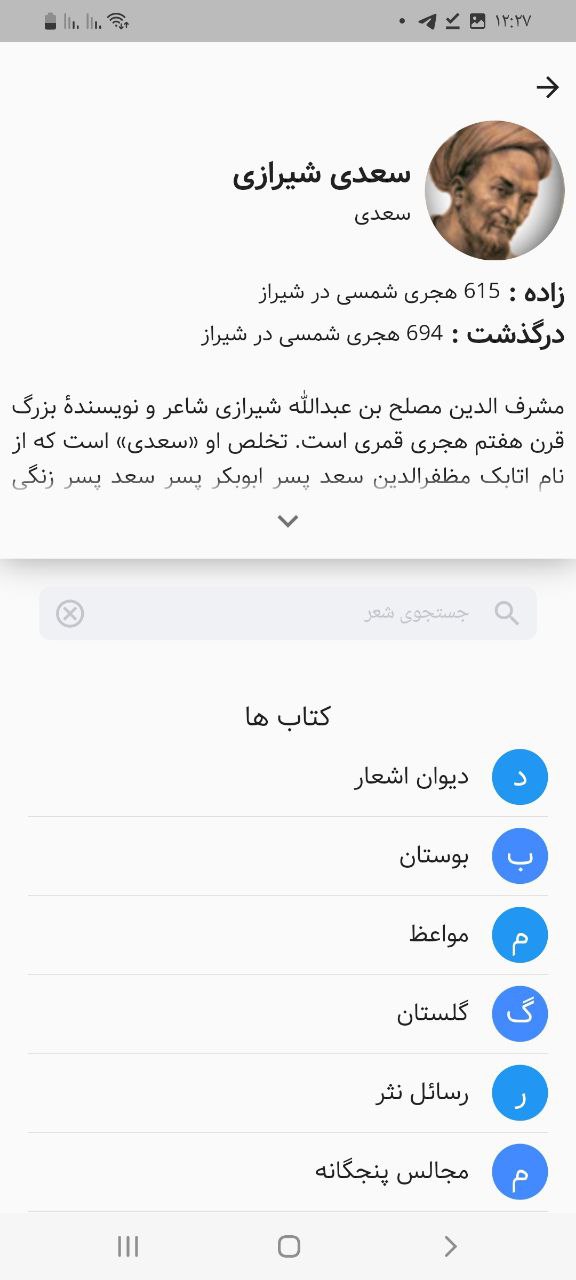 ۱۲:۲۷
سعدی شیرازی
سعدی
زاده : 615 هجری شمسی در شیراز
درگذشت : 694 هجری شمسی در شیراز
مشرف الدین مصلح بن عبدالله شیرازی شاعر و نویسندهٔ بزرگ
قرن هفتم هجری قمری است. تخلص او «سعدی» است که از
نام اتابک مظفرالدین سعد پسر ابوبکر پسر سعد پسر زنگی
جستجوی شعر
کتاب ها
د دیوان اشعار
ب بوستان
م مواعظ
گ گلستان
ر رسائل نثر
م مجالس پنجگانه